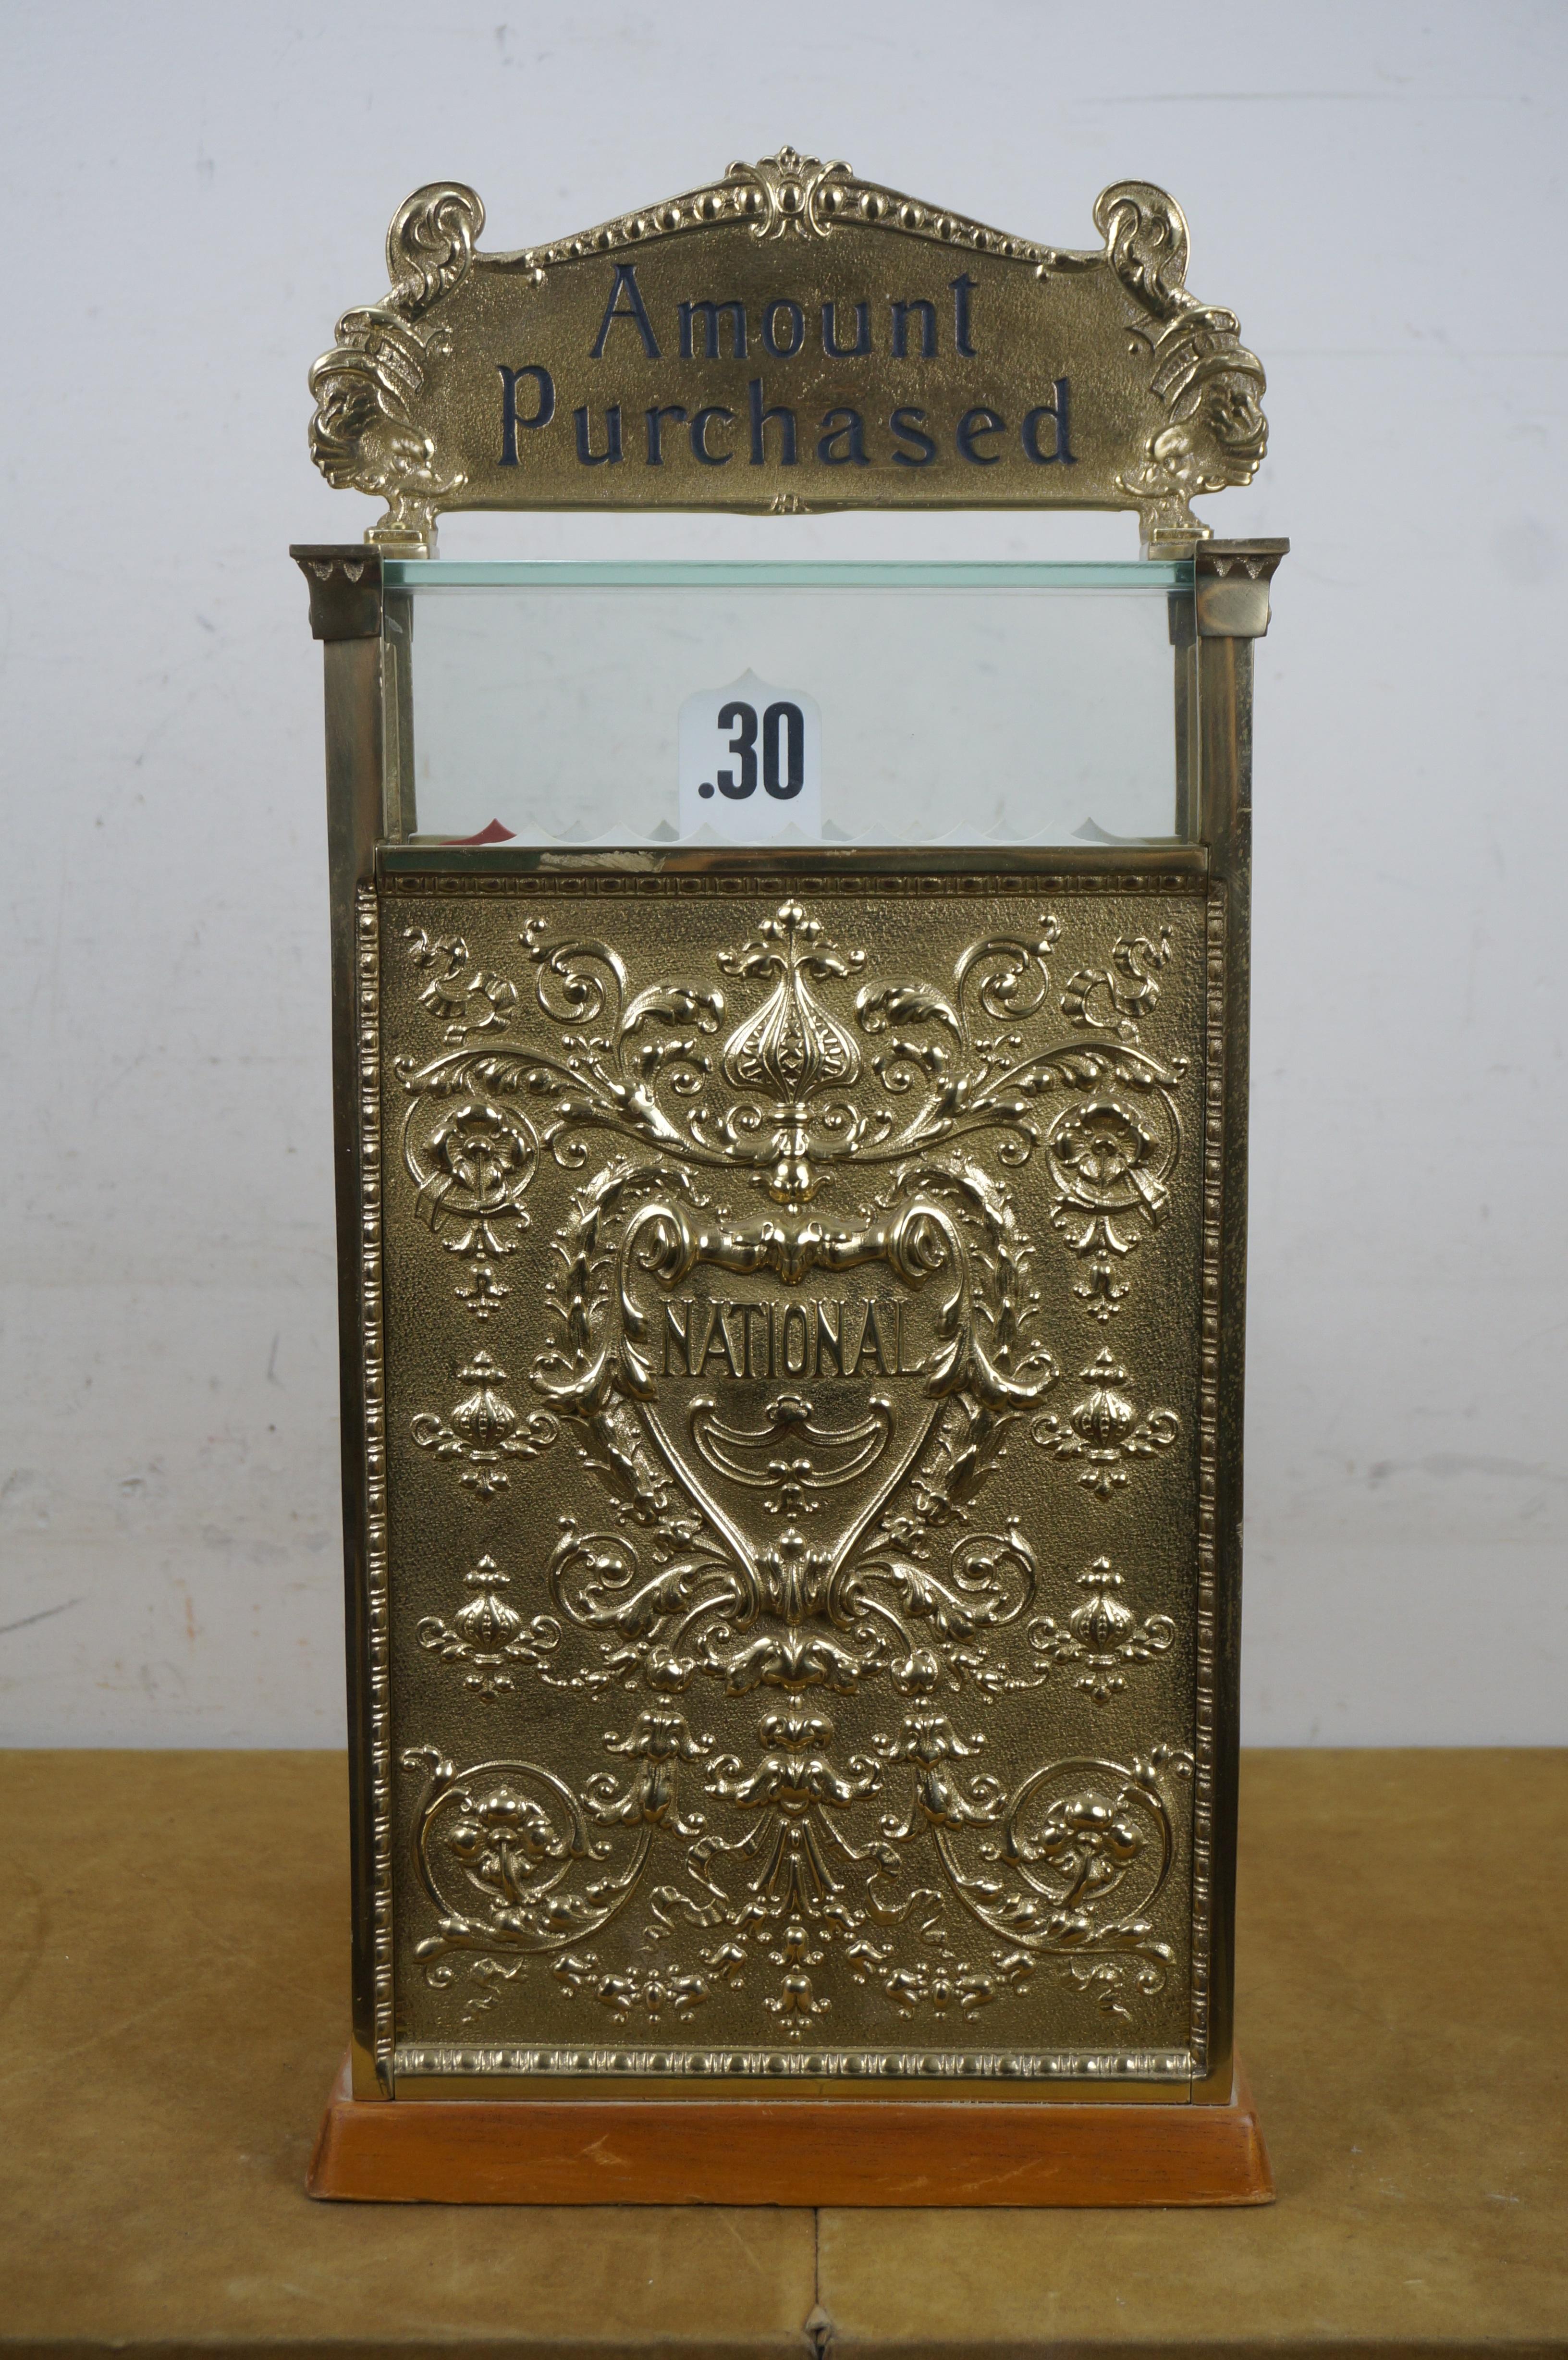 Amount
Purchased
.30
NATIONAL